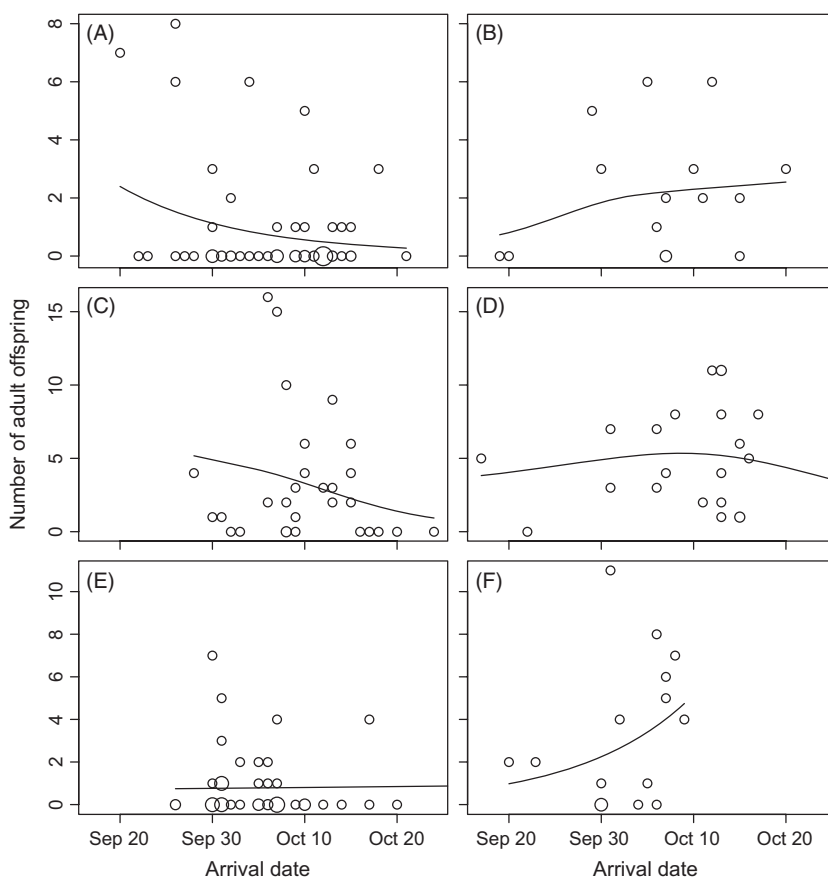 (A)
(B)
8
6
4
2
0
(C)
(D)
15
10
5
0
Number of adult offspring
(E)
(F)
10
8
6
4
2
0
Sep 20 Sep 30 Oct 10 Oct 20
Sep 20 Sep 30 Oct 10 Oct 20
Arrival date
Arrival date